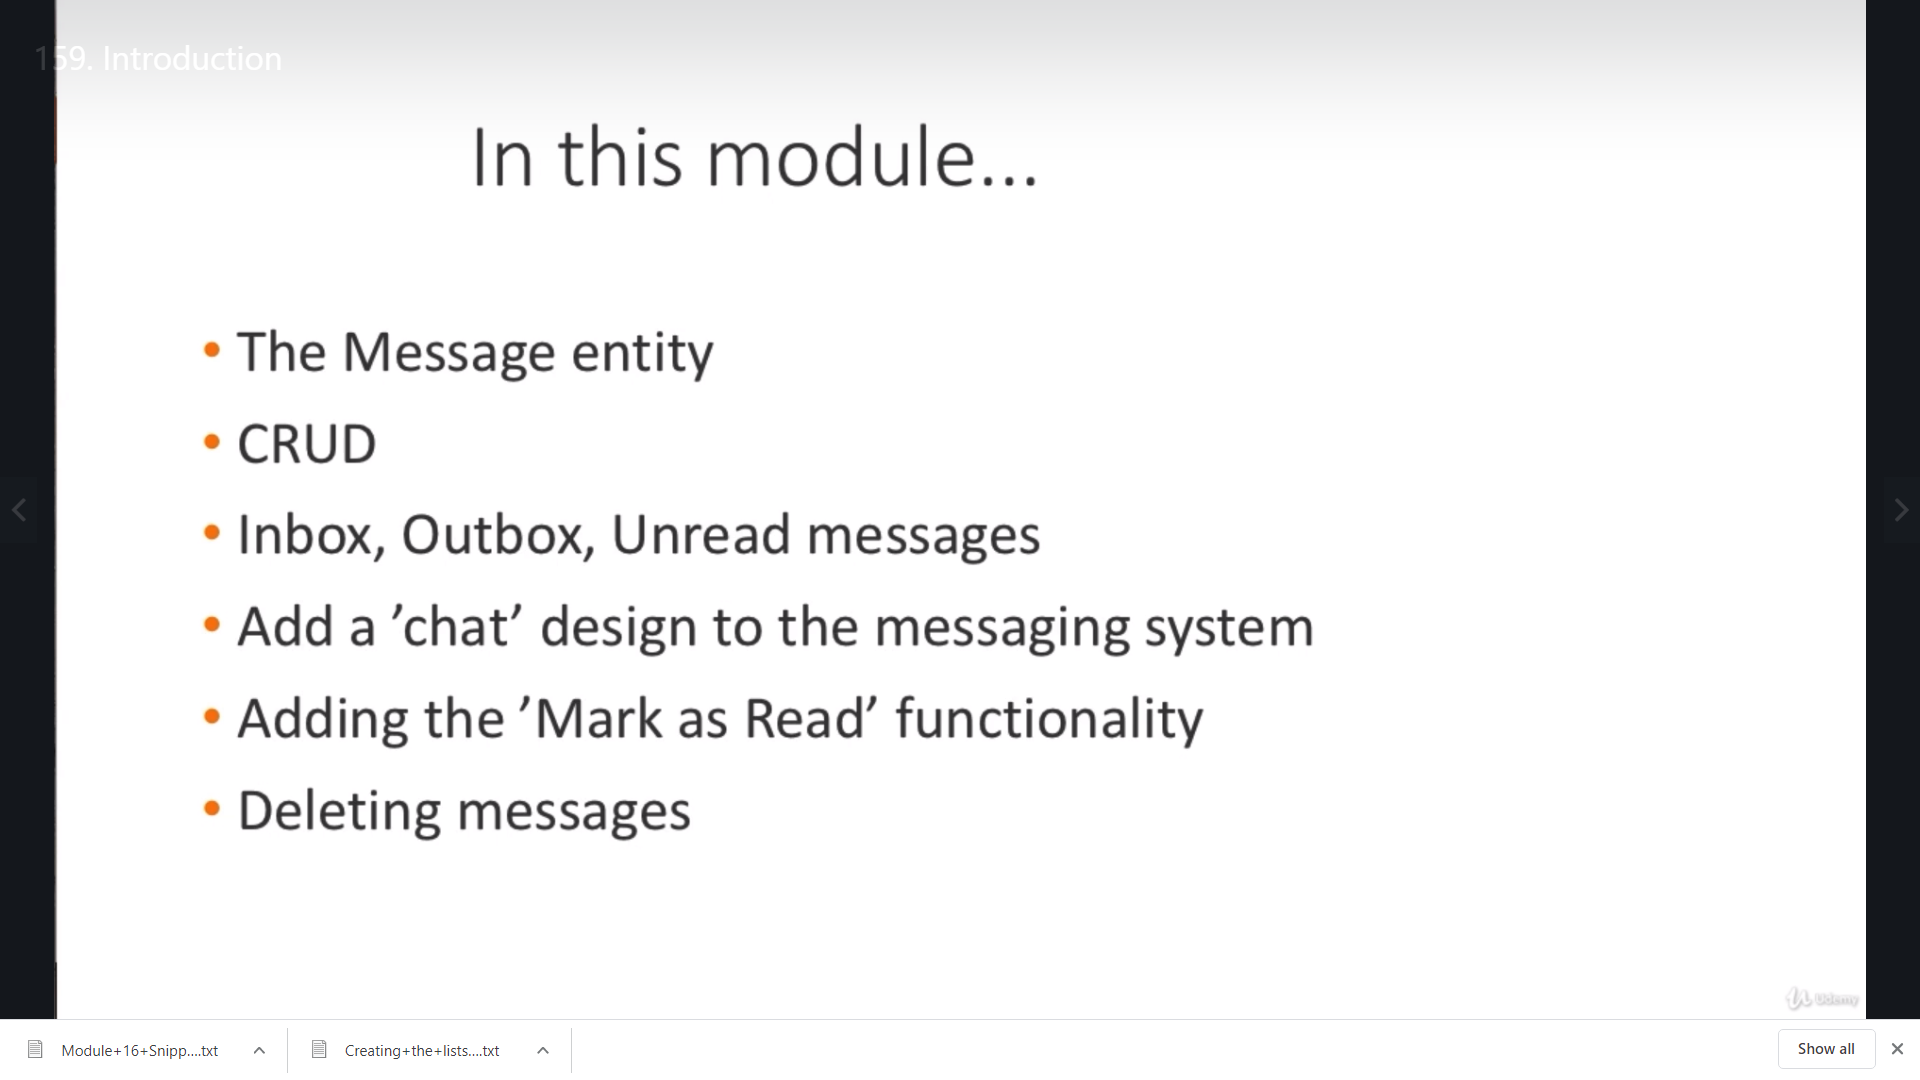 159. Introduction
In this module...
• The Message entity
• CRUD
• Inbox, Outbox, Unread messages
• Add a ’chat’ design to the messaging system
• Adding the ’Mark as Read’ functionality
• Deleting messages
Udemy
Module+16+Snipp....txt
Creating+the+lists....txt
Show all